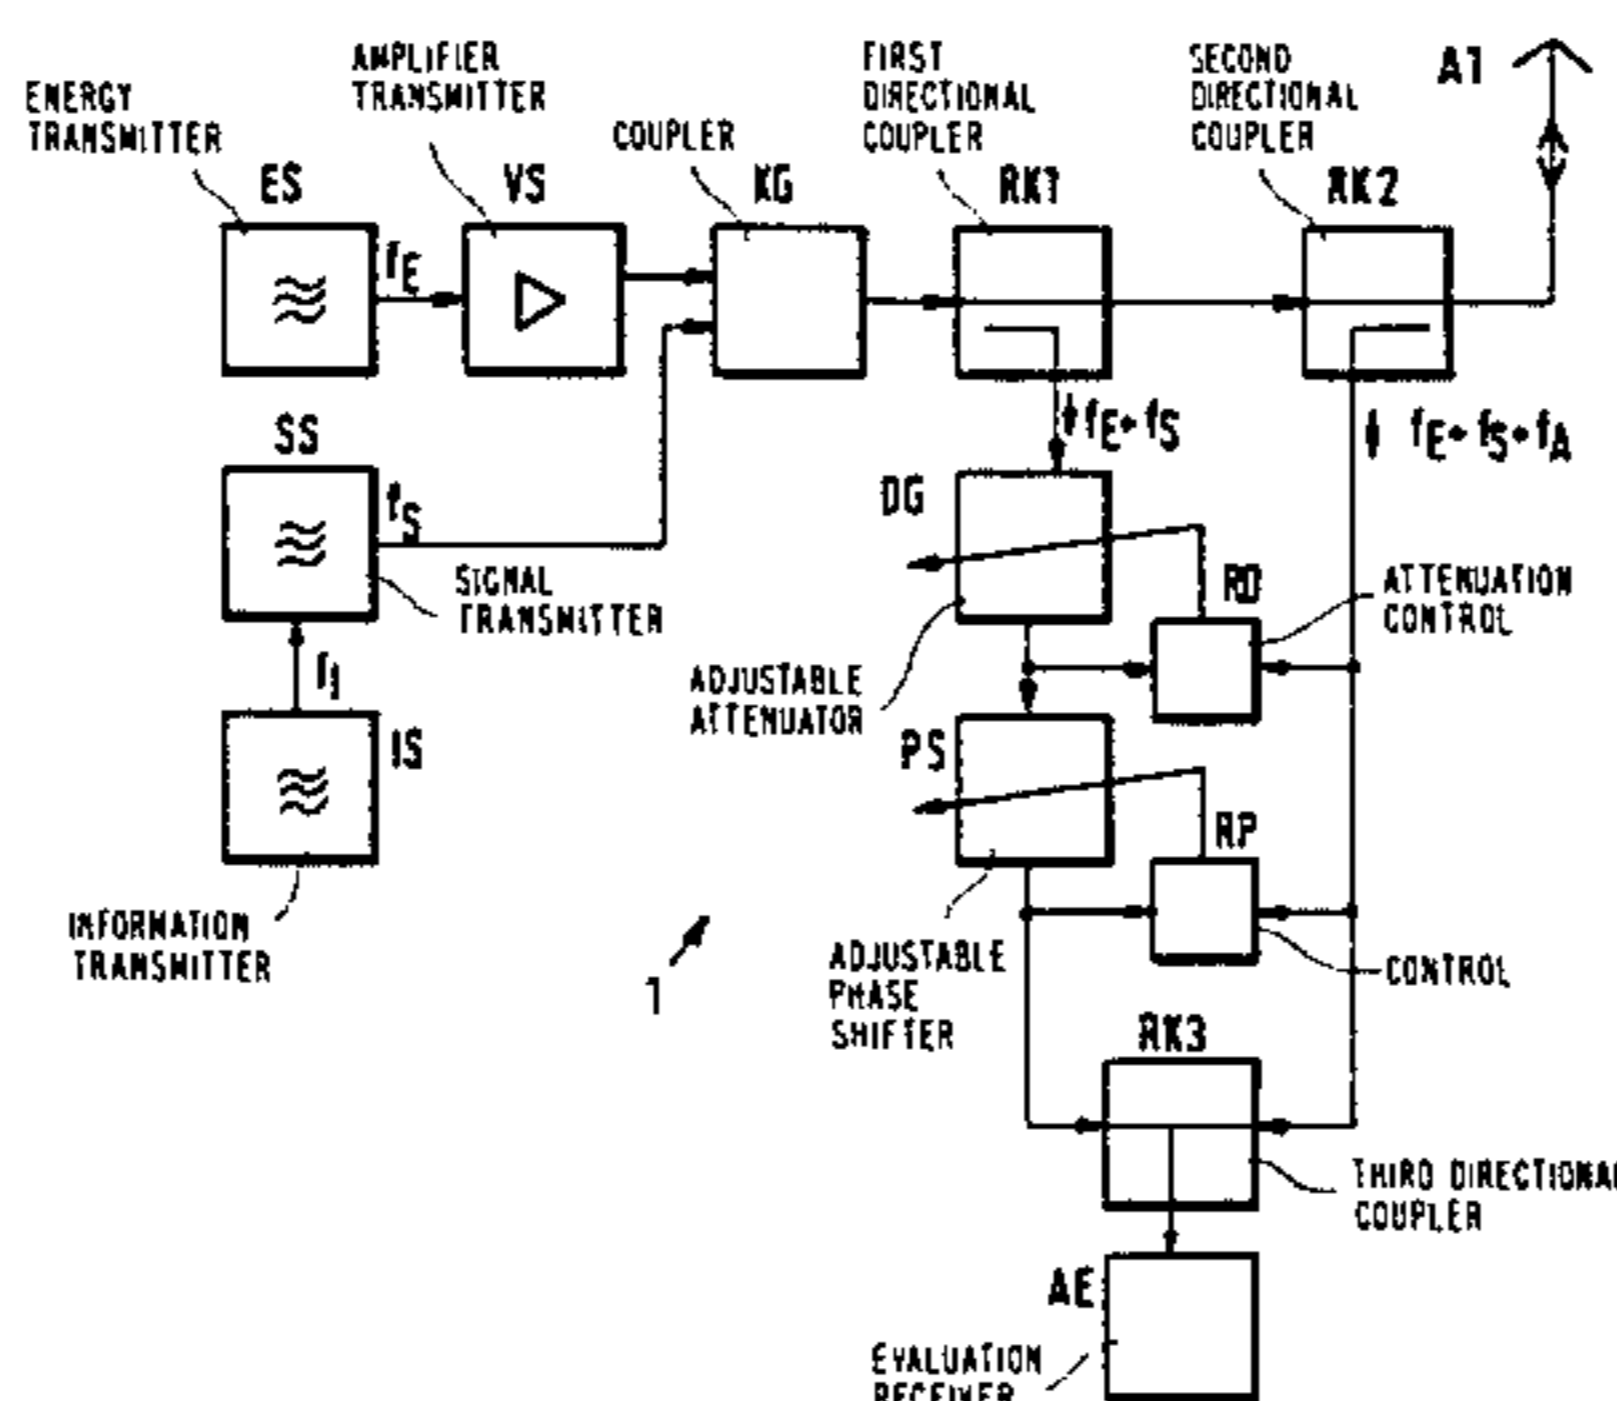 ENERGY
TRANSMITTER
AMPLIFIER
TRANSMITTER
COUPLER
FIRST
DIRECTIONAL
COUPLER
SECOND
DIRECTIONAL
COUPLER
A1
ES
VS
KG
RK1
RK2
fE
SS
fS
SIGNAL
TRANSMITTER
fI
IS
INFORMATION
TRANSMITTER
fE+fS
fE+fS+fA
DG
RD
ATTENUATION
CONTROL
ADJUSTABLE
ATTENUATOR
PS
RP
CONTROL
ADJUSTABLE
PHASE
SHIFTER
1
RK3
THIRD DIRECTIONAL
COUPLER
AE
EVALUATION
RECEIVER